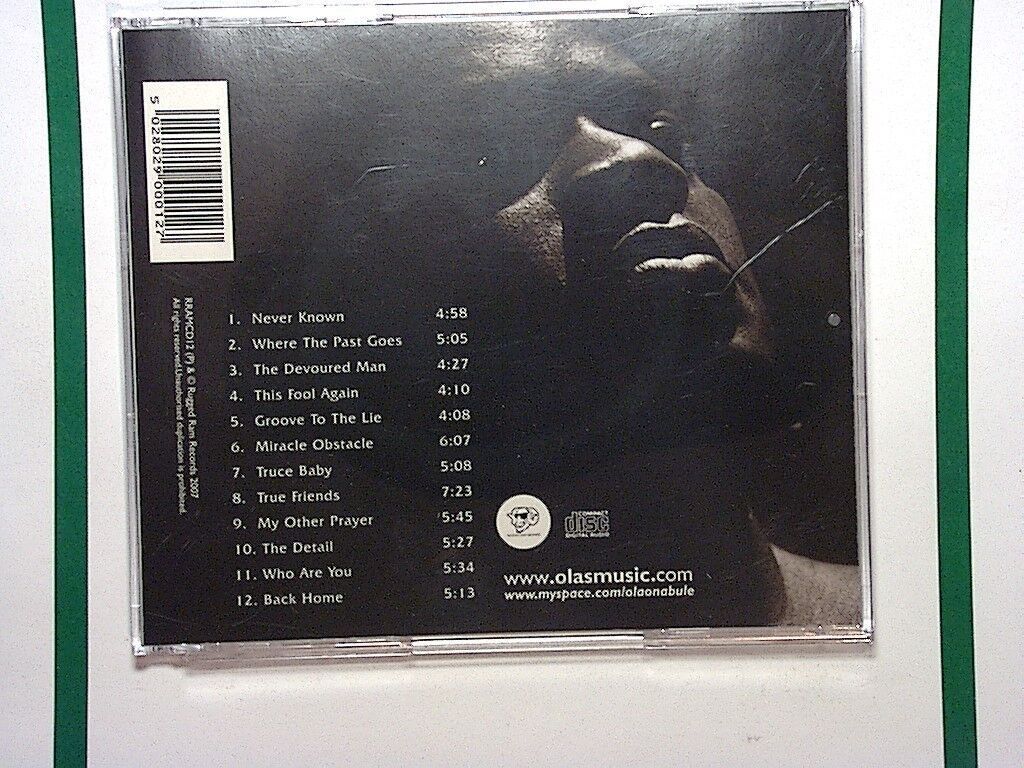 5 028029 000127
RRAMCD12 (P) & © Rugged Ram Records 2007
All rights reserved.Unauthorised duplication is prohibited.
1. Never Known 4:58
2. Where The Past Goes 5:05
3. The Devoured Man 4:27
4. This Fool Again 4:10
5. Groove To The Lie 4:08
6. Miracle Obstacle 6:07
7. Truce Baby 5:08
8. True Friends 7:23
9. My Other Prayer 5:45
10. The Detail 5:27
11. Who Are You 5:34
12. Back Home 5:13
COMPACT
disc
DIGITAL AUDIO
www.olasmusic.com
www.myspace.com/olaonabule